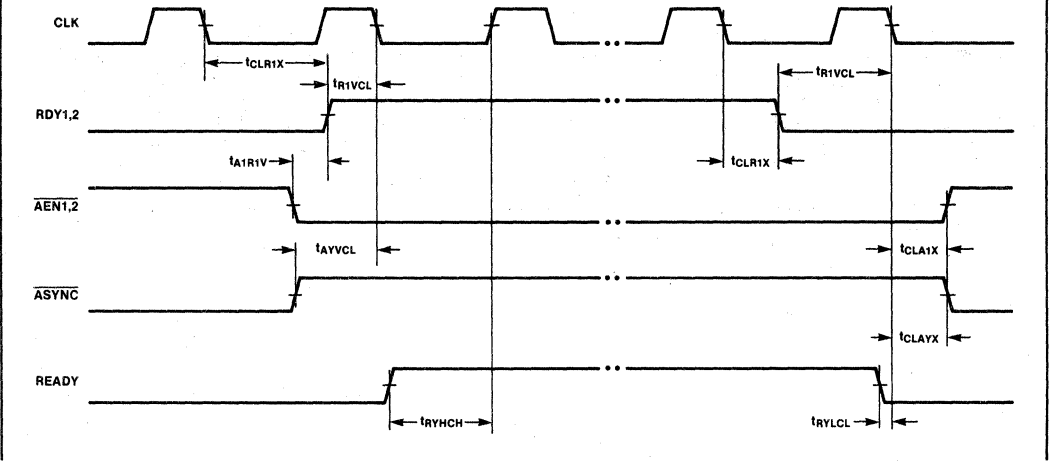 CLK
tCLR1X
tR1VCL
tR1VCL
RDY1,2
tA1R1V
tCLR1X
AEN1,2
tAYVCL
tCLA1X
ASYNC
tCLAYX
READY
tRYHCH
tRYLCL